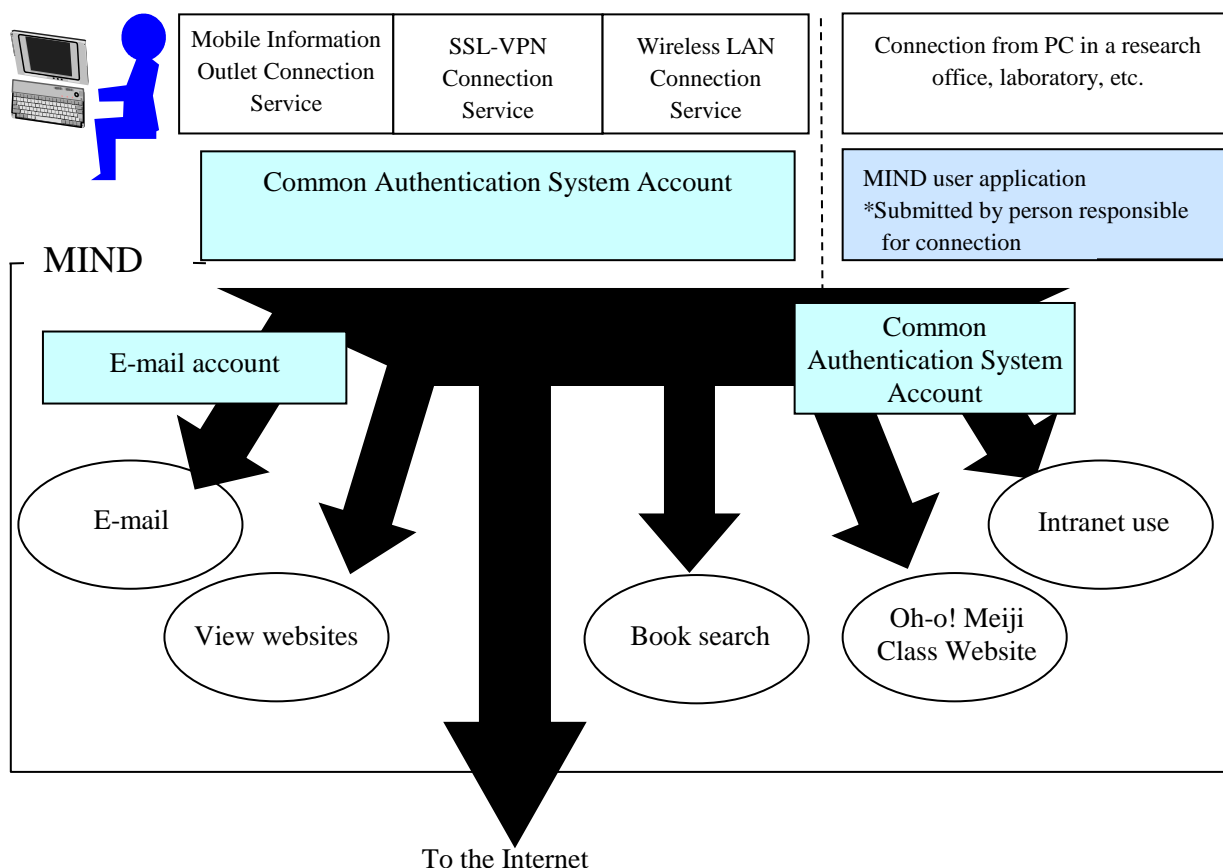 Mobile Information
Outlet Connection
Service
SSL-VPN
Connection
Service
Wireless LAN
Connection
Service
Connection from PC in a research
office, laboratory, etc.
Common Authentication System Account
MIND user application
*Submitted by person responsible
for connection
MIND
E-mail account
Common
Authentication System
Account
E-mail
View websites
Book search
Oh-o! Meiji
Class Website
Intranet use
To the Internet